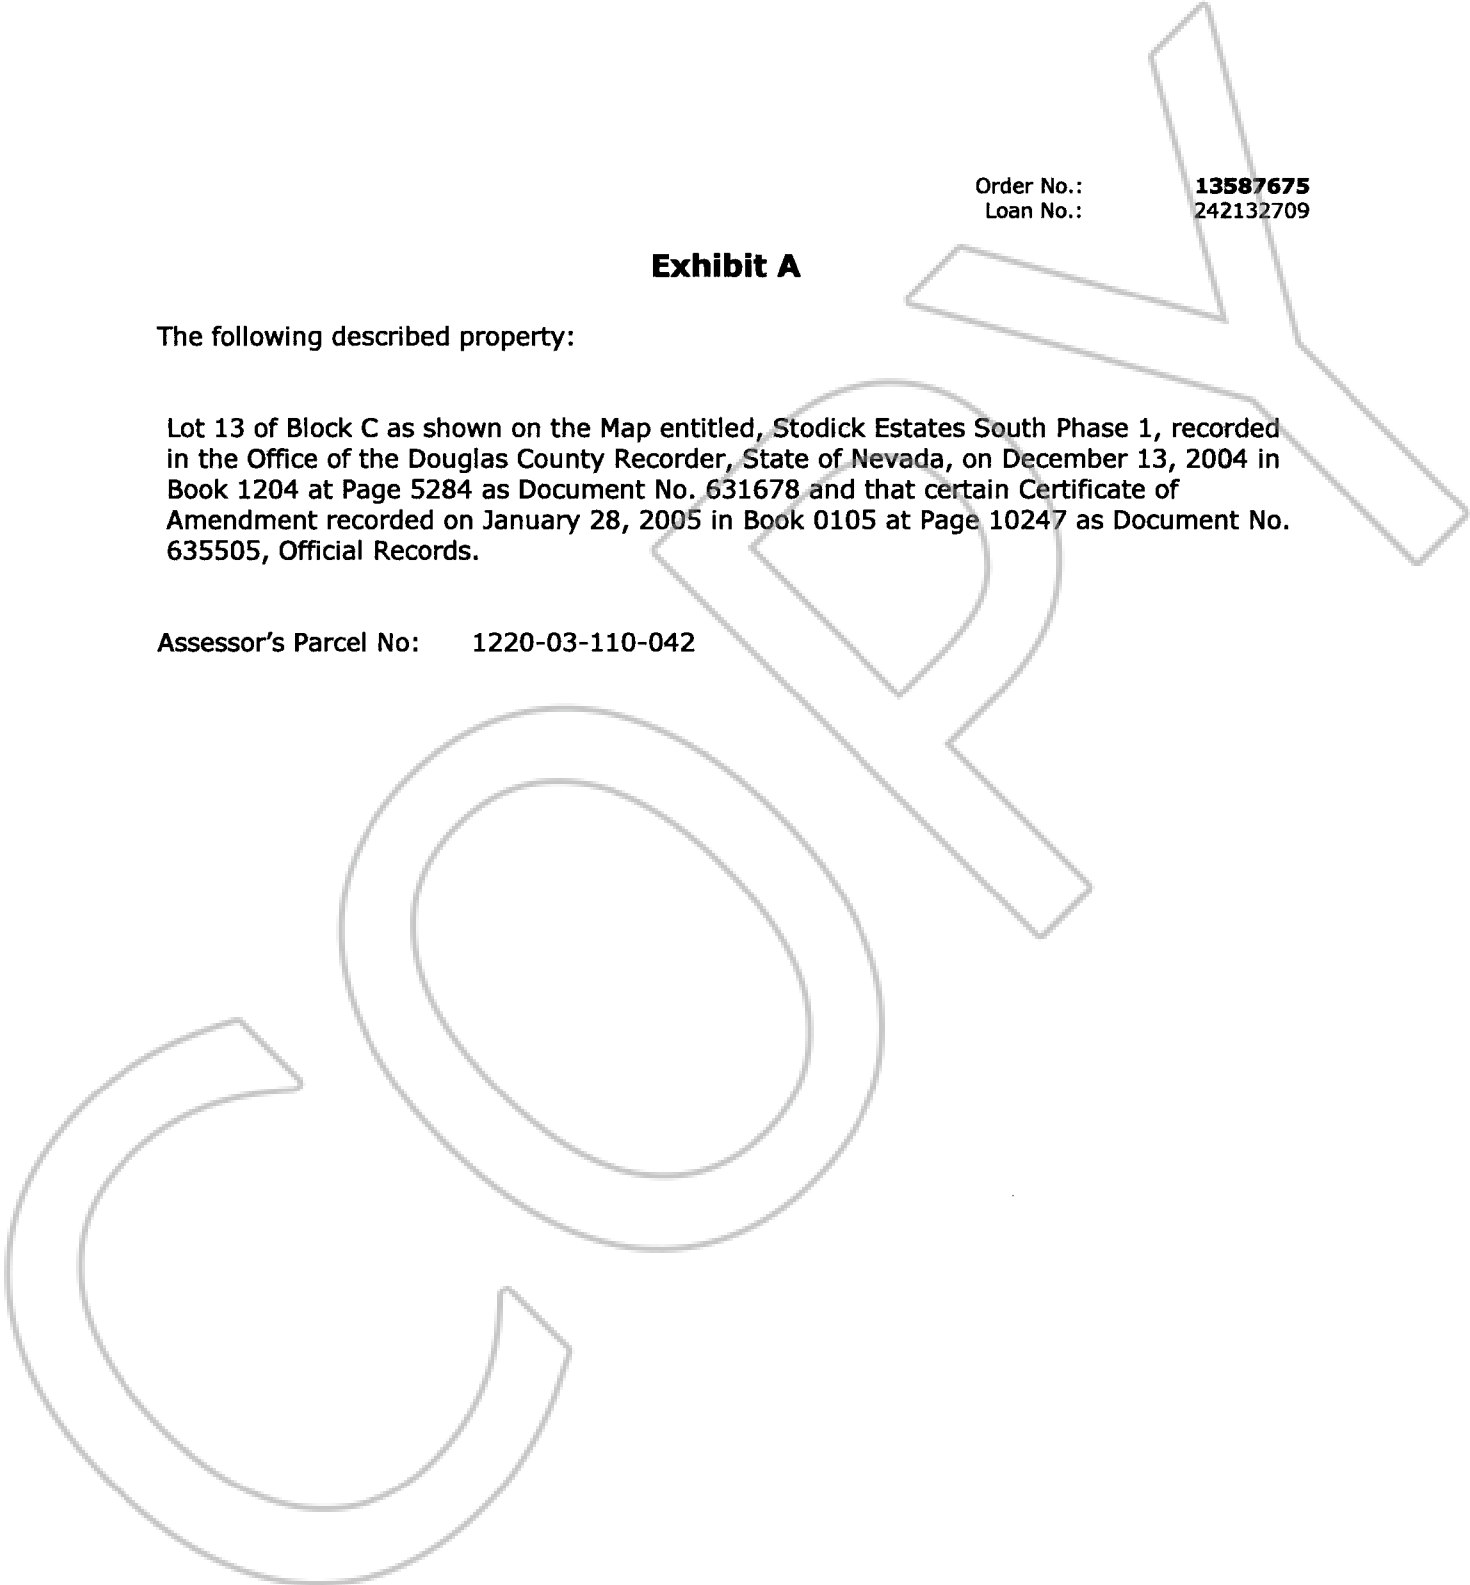 Order No.: 13587675
Loan No.: 242132709
Exhibit A
The following described property:
Lot 13 of Block C as shown on the Map entitled, Stodick Estates South Phase 1, recorded
in the Office of the Douglas County Recorder, State of Nevada, on December 13, 2004 in
Book 1204 at Page 5284 as Document No. 631678 and that certain Certificate of
Amendment recorded on January 28, 2005 in Book 0105 at Page 10247 as Document No.
635505, Official Records.
Assessor's Parcel No: 1220-03-110-042
COPY